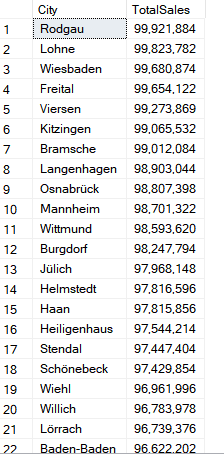 City TotalSales
1 Rodgau 99,921,884
2 Lohne 99,823,782
3 Wiesbaden 99,680,874
4 Freital 99,654,122
5 Viersen 99,273,869
6 Kitzingen 99,065,532
7 Bramsche 99,012,084
8 Langenhagen 98,903,044
9 Osnabrück 98,807,398
10 Mannheim 98,701,322
11 Wittmund 98,593,620
12 Burgdorf 98,247,794
13 Jülich 97,968,148
14 Helmstedt 97,816,596
15 Haan 97,815,856
16 Heiligenhaus 97,544,214
17 Stendal 97,447,404
18 Schönebeck 97,429,854
19 Wiehl 96,961,996
20 Willich 96,783,978
21 Lörrach 96,739,376
22 Baden-Baden 96,622,202